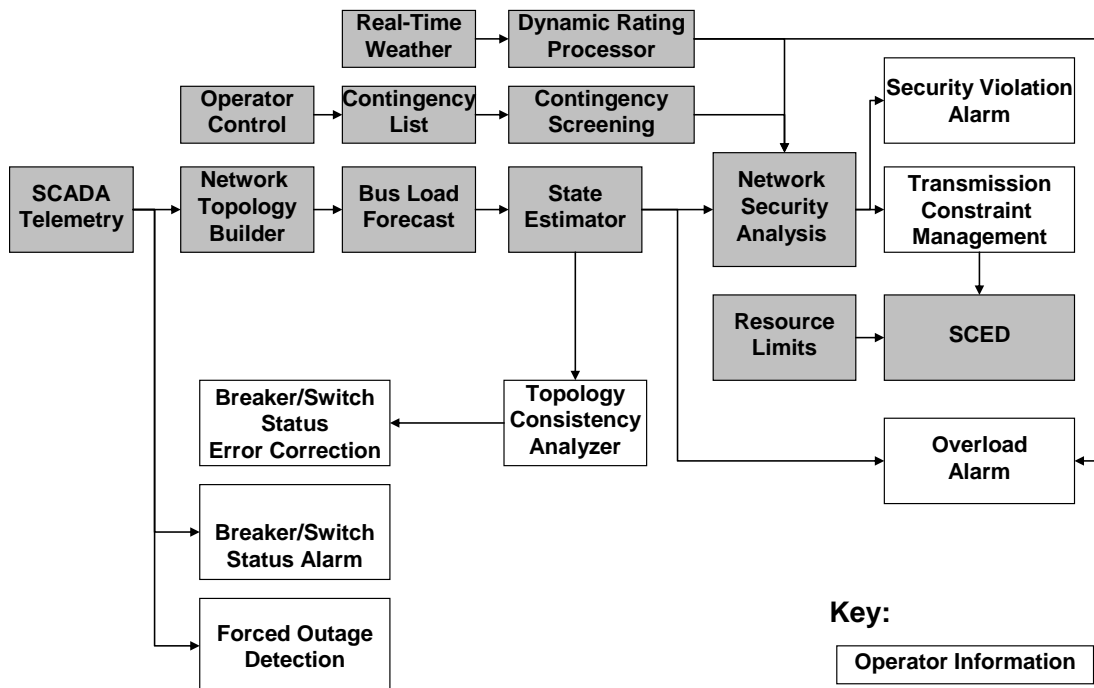 Real-Time
Weather
Dynamic Rating
Processor
Operator
Control
Contingency
List
Contingency
Screening
Security Violation
Alarm
SCADA
Telemetry
Network
Topology
Builder
Bus Load
Forecast
State
Estimator
Network
Security
Analysis
Transmission
Constraint
Management
Resource
Limits
SCED
Breaker/Switch
Status
Error Correction
Topology
Consistency
Analyzer
Overload
Alarm
Breaker/Switch
Status Alarm
Forced Outage
Detection
Key:
Operator Information